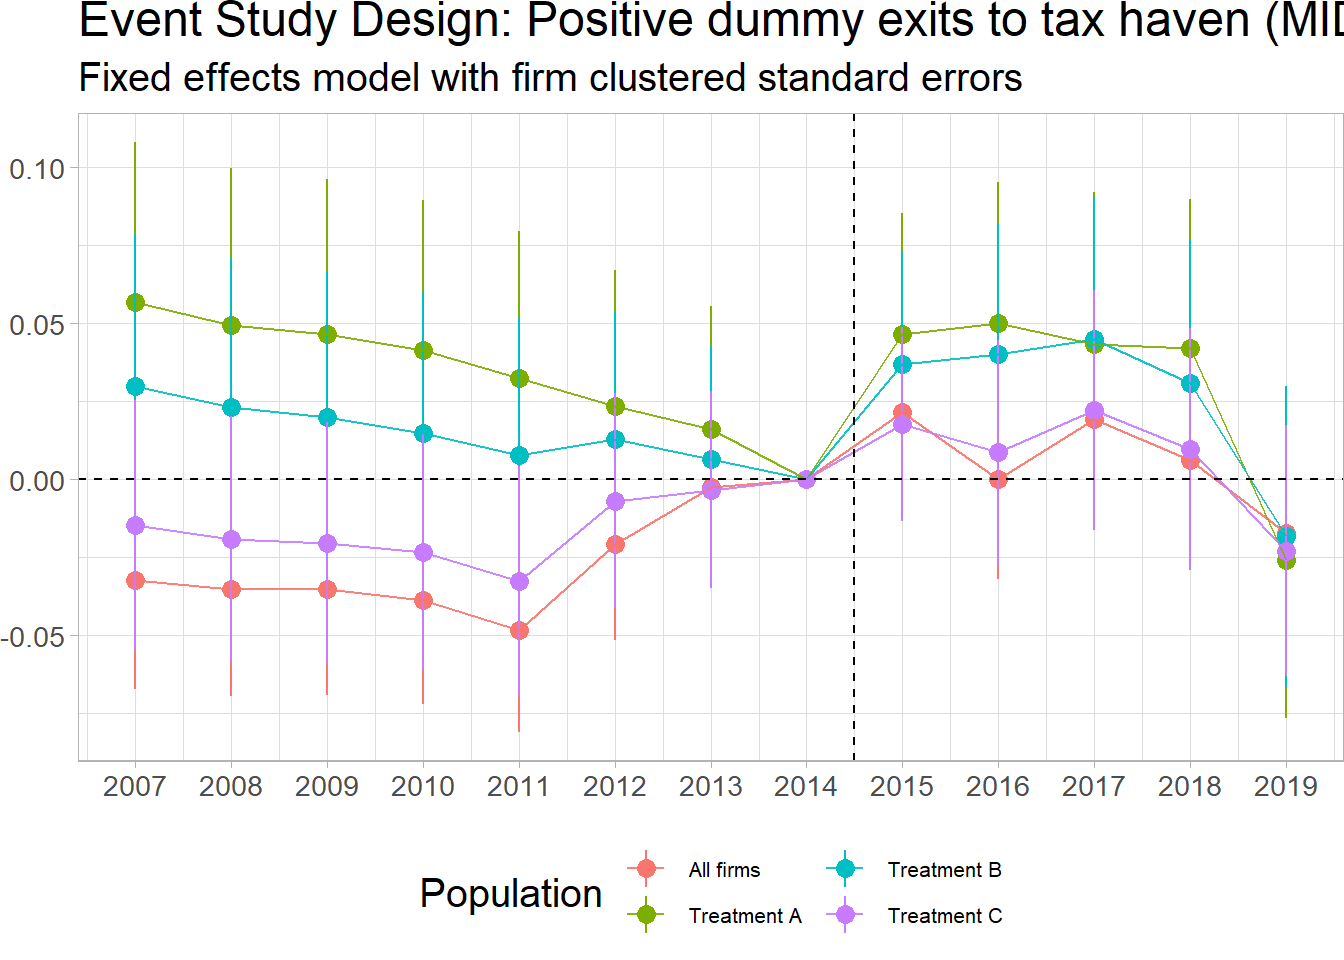 Event Study Design: Positive dummy exits to tax haven (MID
Fixed effects model with firm clustered standard errors
0.10
0.05
0.00
-0.05
2007 2008 2009 2010 2011 2012 2013 2014 2015 2016 2017 2018 2019
Population
All firms Treatment B
Treatment A Treatment C